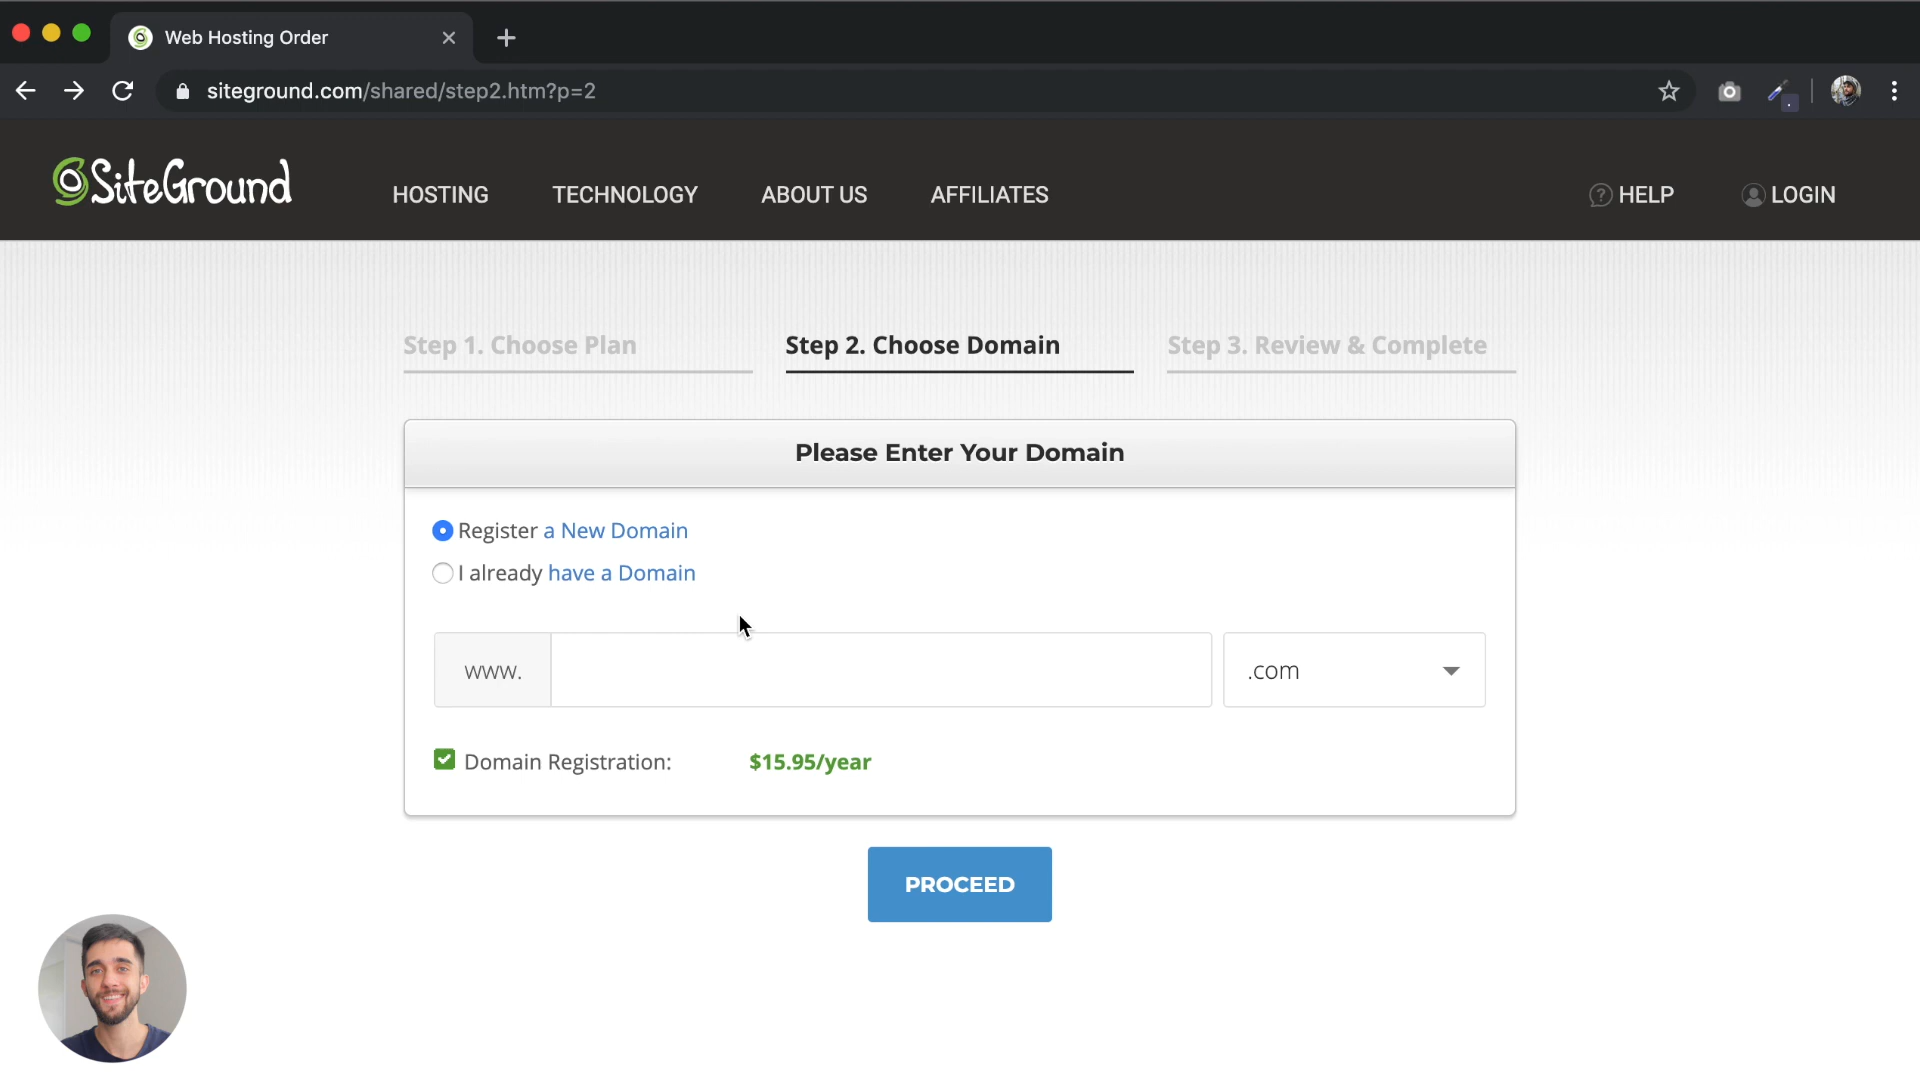 Web Hosting Order
siteground.com/shared/step2.htm?p=2
SiteGround
HOSTING TECHNOLOGY ABOUT US AFFILIATES ? HELP LOGIN
Step 1. Choose Plan Step 2. Choose Domain Step 3. Review & Complete
Please Enter Your Domain
Register a New Domain
I already have a Domain
www. .com
Domain Registration: $15.95/year
PROCEED